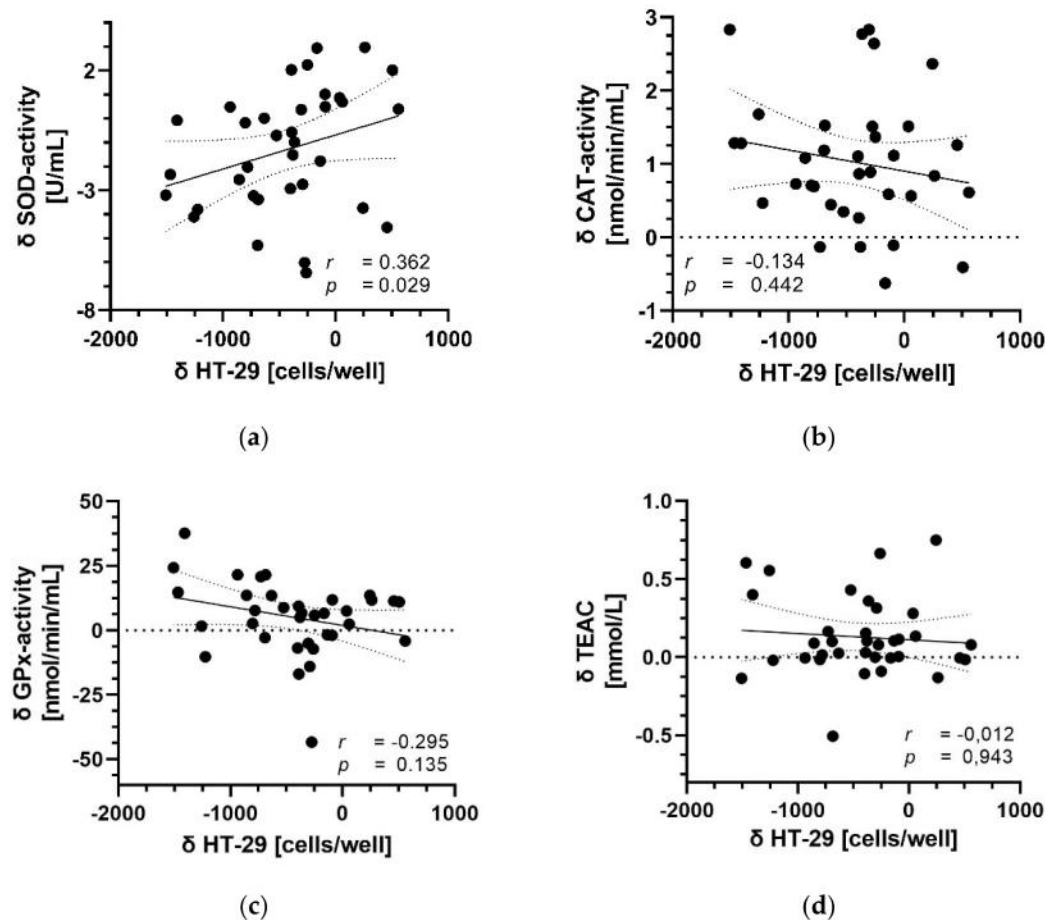 δ SOD-activity
[U/mL]
2
-3
-8
r = 0.362
p = 0.029
-2000 -1000 0 1000
δ HT-29 [cells/well]
(a)
δ CAT-activity
[nmol/min/mL]
3
2
1
0
-1
r = -0.134
p = 0.442
-2000 -1000 0 1000
δ HT-29 [cells/well]
(b)
δ GPx-activity
[nmol/min/mL]
50
25
0
-25
-50
r = -0.295
p = 0.135
-2000 -1000 0 1000
δ HT-29 [cells/well]
(c)
δ TEAC
[mmol/L]
1.0
0.5
0.0
-0.5
r = -0,012
p = 0,943
-2000 -1000 0 1000
δ HT-29 [cells/well]
(d)